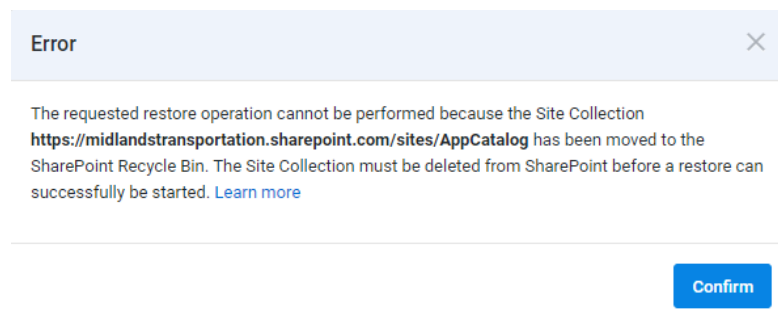 Error
The requested restore operation cannot be performed because the Site Collection
https://midlandstransportation.sharepoint.com/sites/AppCatalog has been moved to the
SharePoint Recycle Bin. The Site Collection must be deleted from SharePoint before a restore can
successfully be started. Learn more
Confirm